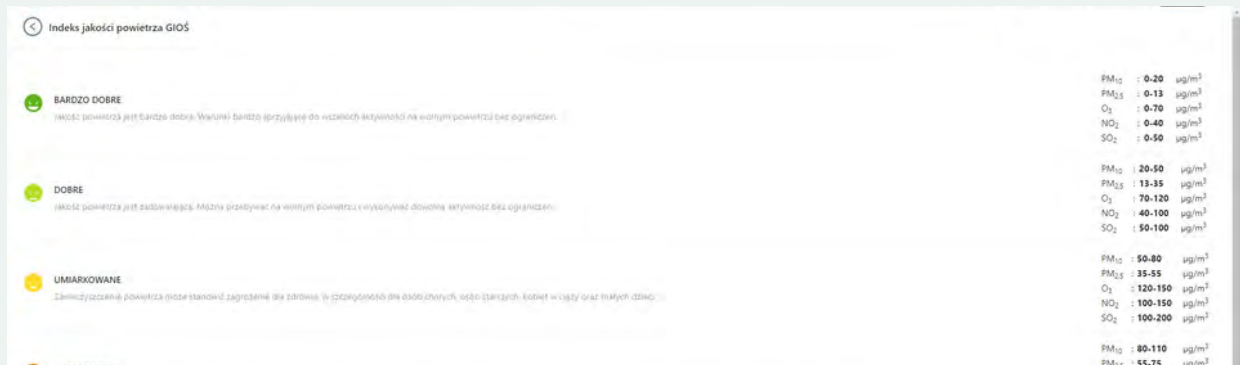 Indeks jakości powietrza GIOŚ
BARDZO DOBRE
Jakość powietrza jest bardzo dobra. Warunki bardzo sprzyjające do wszelkich aktywności na wolnym powietrzu bez ograniczeń.
PM10 : 0-20 µg/m³
PM2.5 : 0-13 µg/m³
O3 : 0-70 µg/m³
NO2 : 0-40 µg/m³
SO2 : 0-50 µg/m³
DOBRE
Jakość powietrza jest zadowalająca. Można przebywać na wolnym powietrzu i wykonywać dowolną aktywność bez ograniczeń.
PM10 : 20-50 µg/m³
PM2.5 : 13-35 µg/m³
O3 : 70-120 µg/m³
NO2 : 40-100 µg/m³
SO2 : 50-100 µg/m³
UMIARKOWANE
Zanieczyszczenie powietrza może stanowić zagrożenie dla zdrowia, w szczególności dla osób chorych, osób starszych, kobiet w ciąży oraz małych dzieci.
PM10 : 50-80 µg/m³
PM2.5 : 35-55 µg/m³
O3 : 120-150 µg/m³
NO2 : 100-150 µg/m³
SO2 : 100-200 µg/m³
PM10 : 80-110 µg/m³
55-75